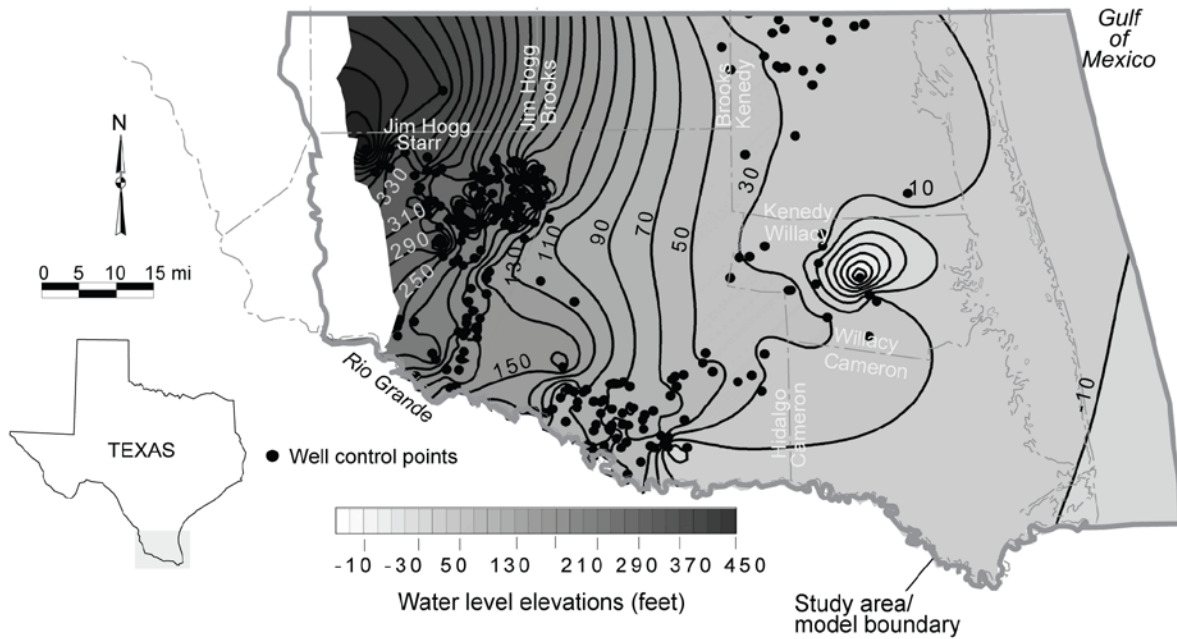 Gulf
of
Mexico
Jim Hogg
Brooks
Brooks
Kenedy
Jim Hogg
Starr
N
330
310
290
250
130
110
90
70
50
30
10
Kenedy
Willacy
0 5 10 15 mi
Willacy
Cameron
-10
150
Rio Grande
Hidalgo
Cameron
TEXAS
Well control points
-10 -30 50 130 210 290 370 450
Water level elevations (feet)
Study area/
model boundary